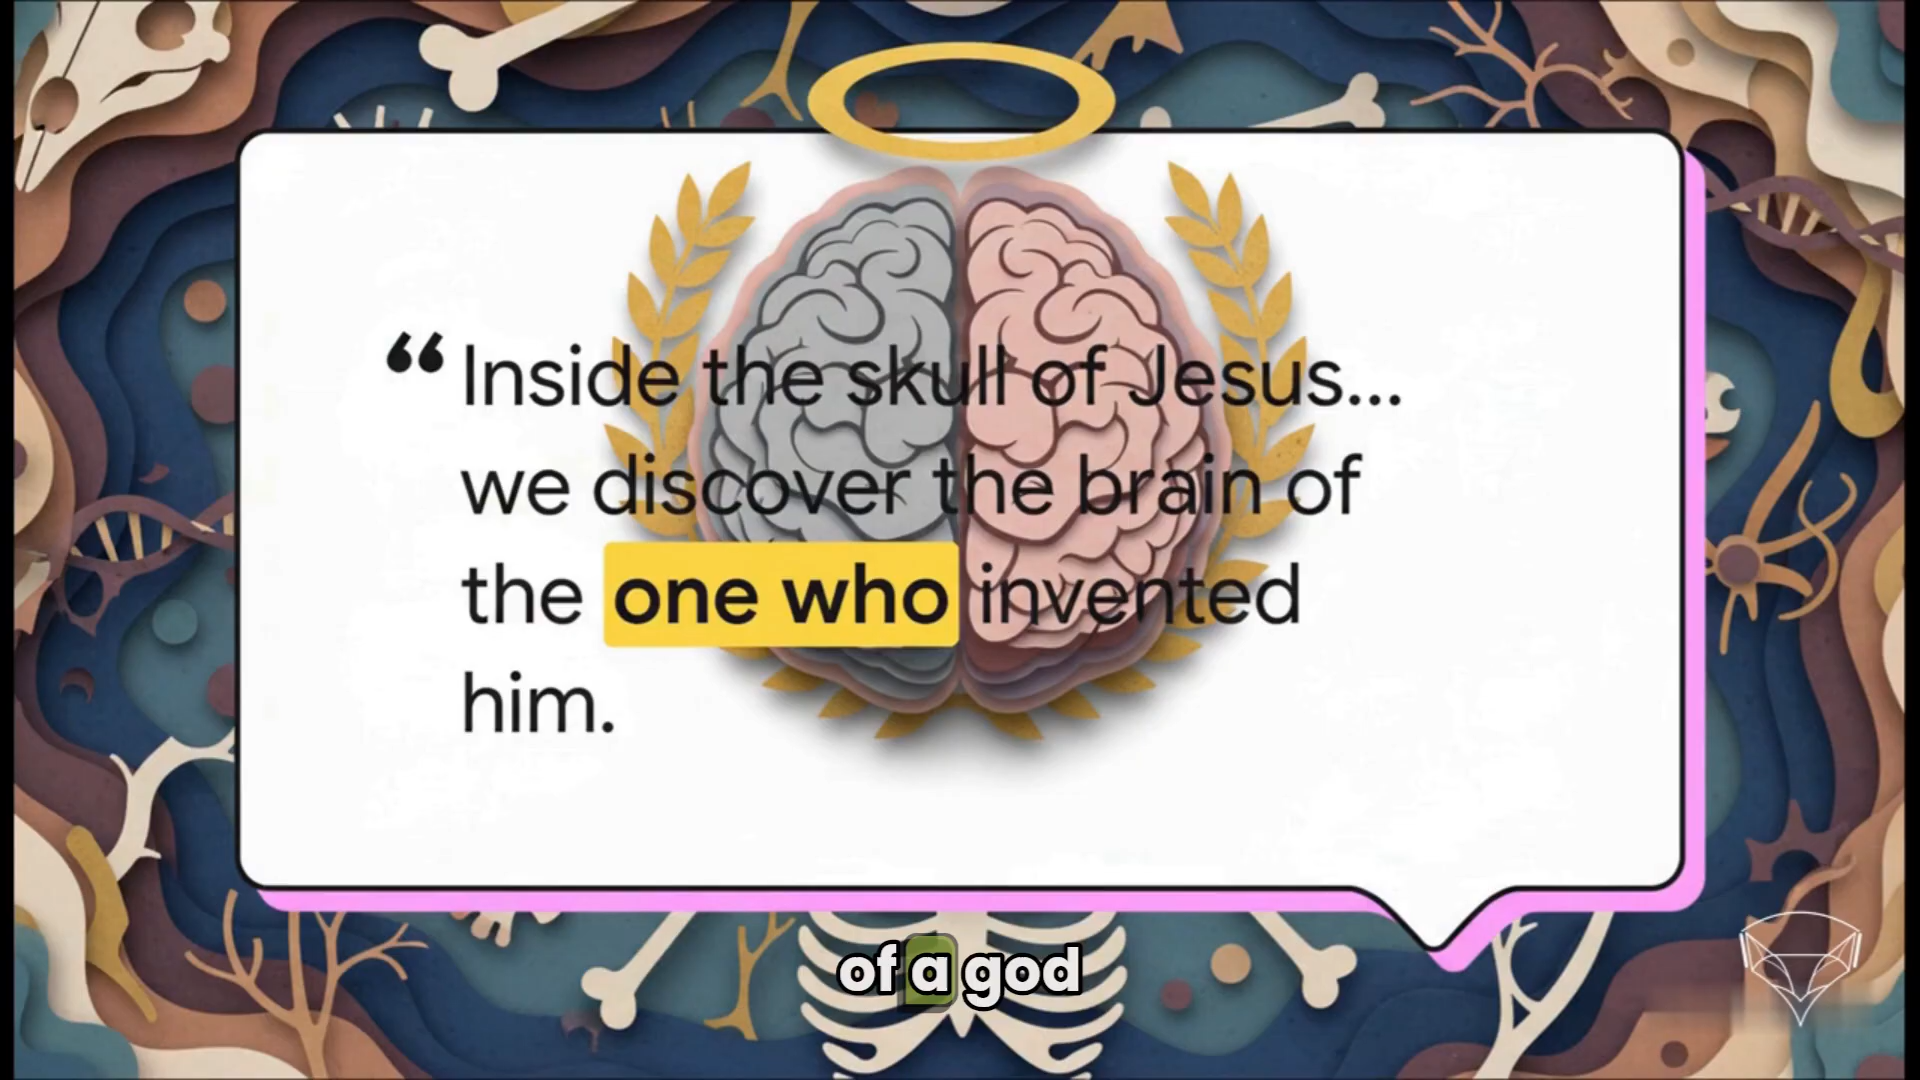 “Inside the skull of Jesus...
we discover the brain of
the one who invented
him.
of a god